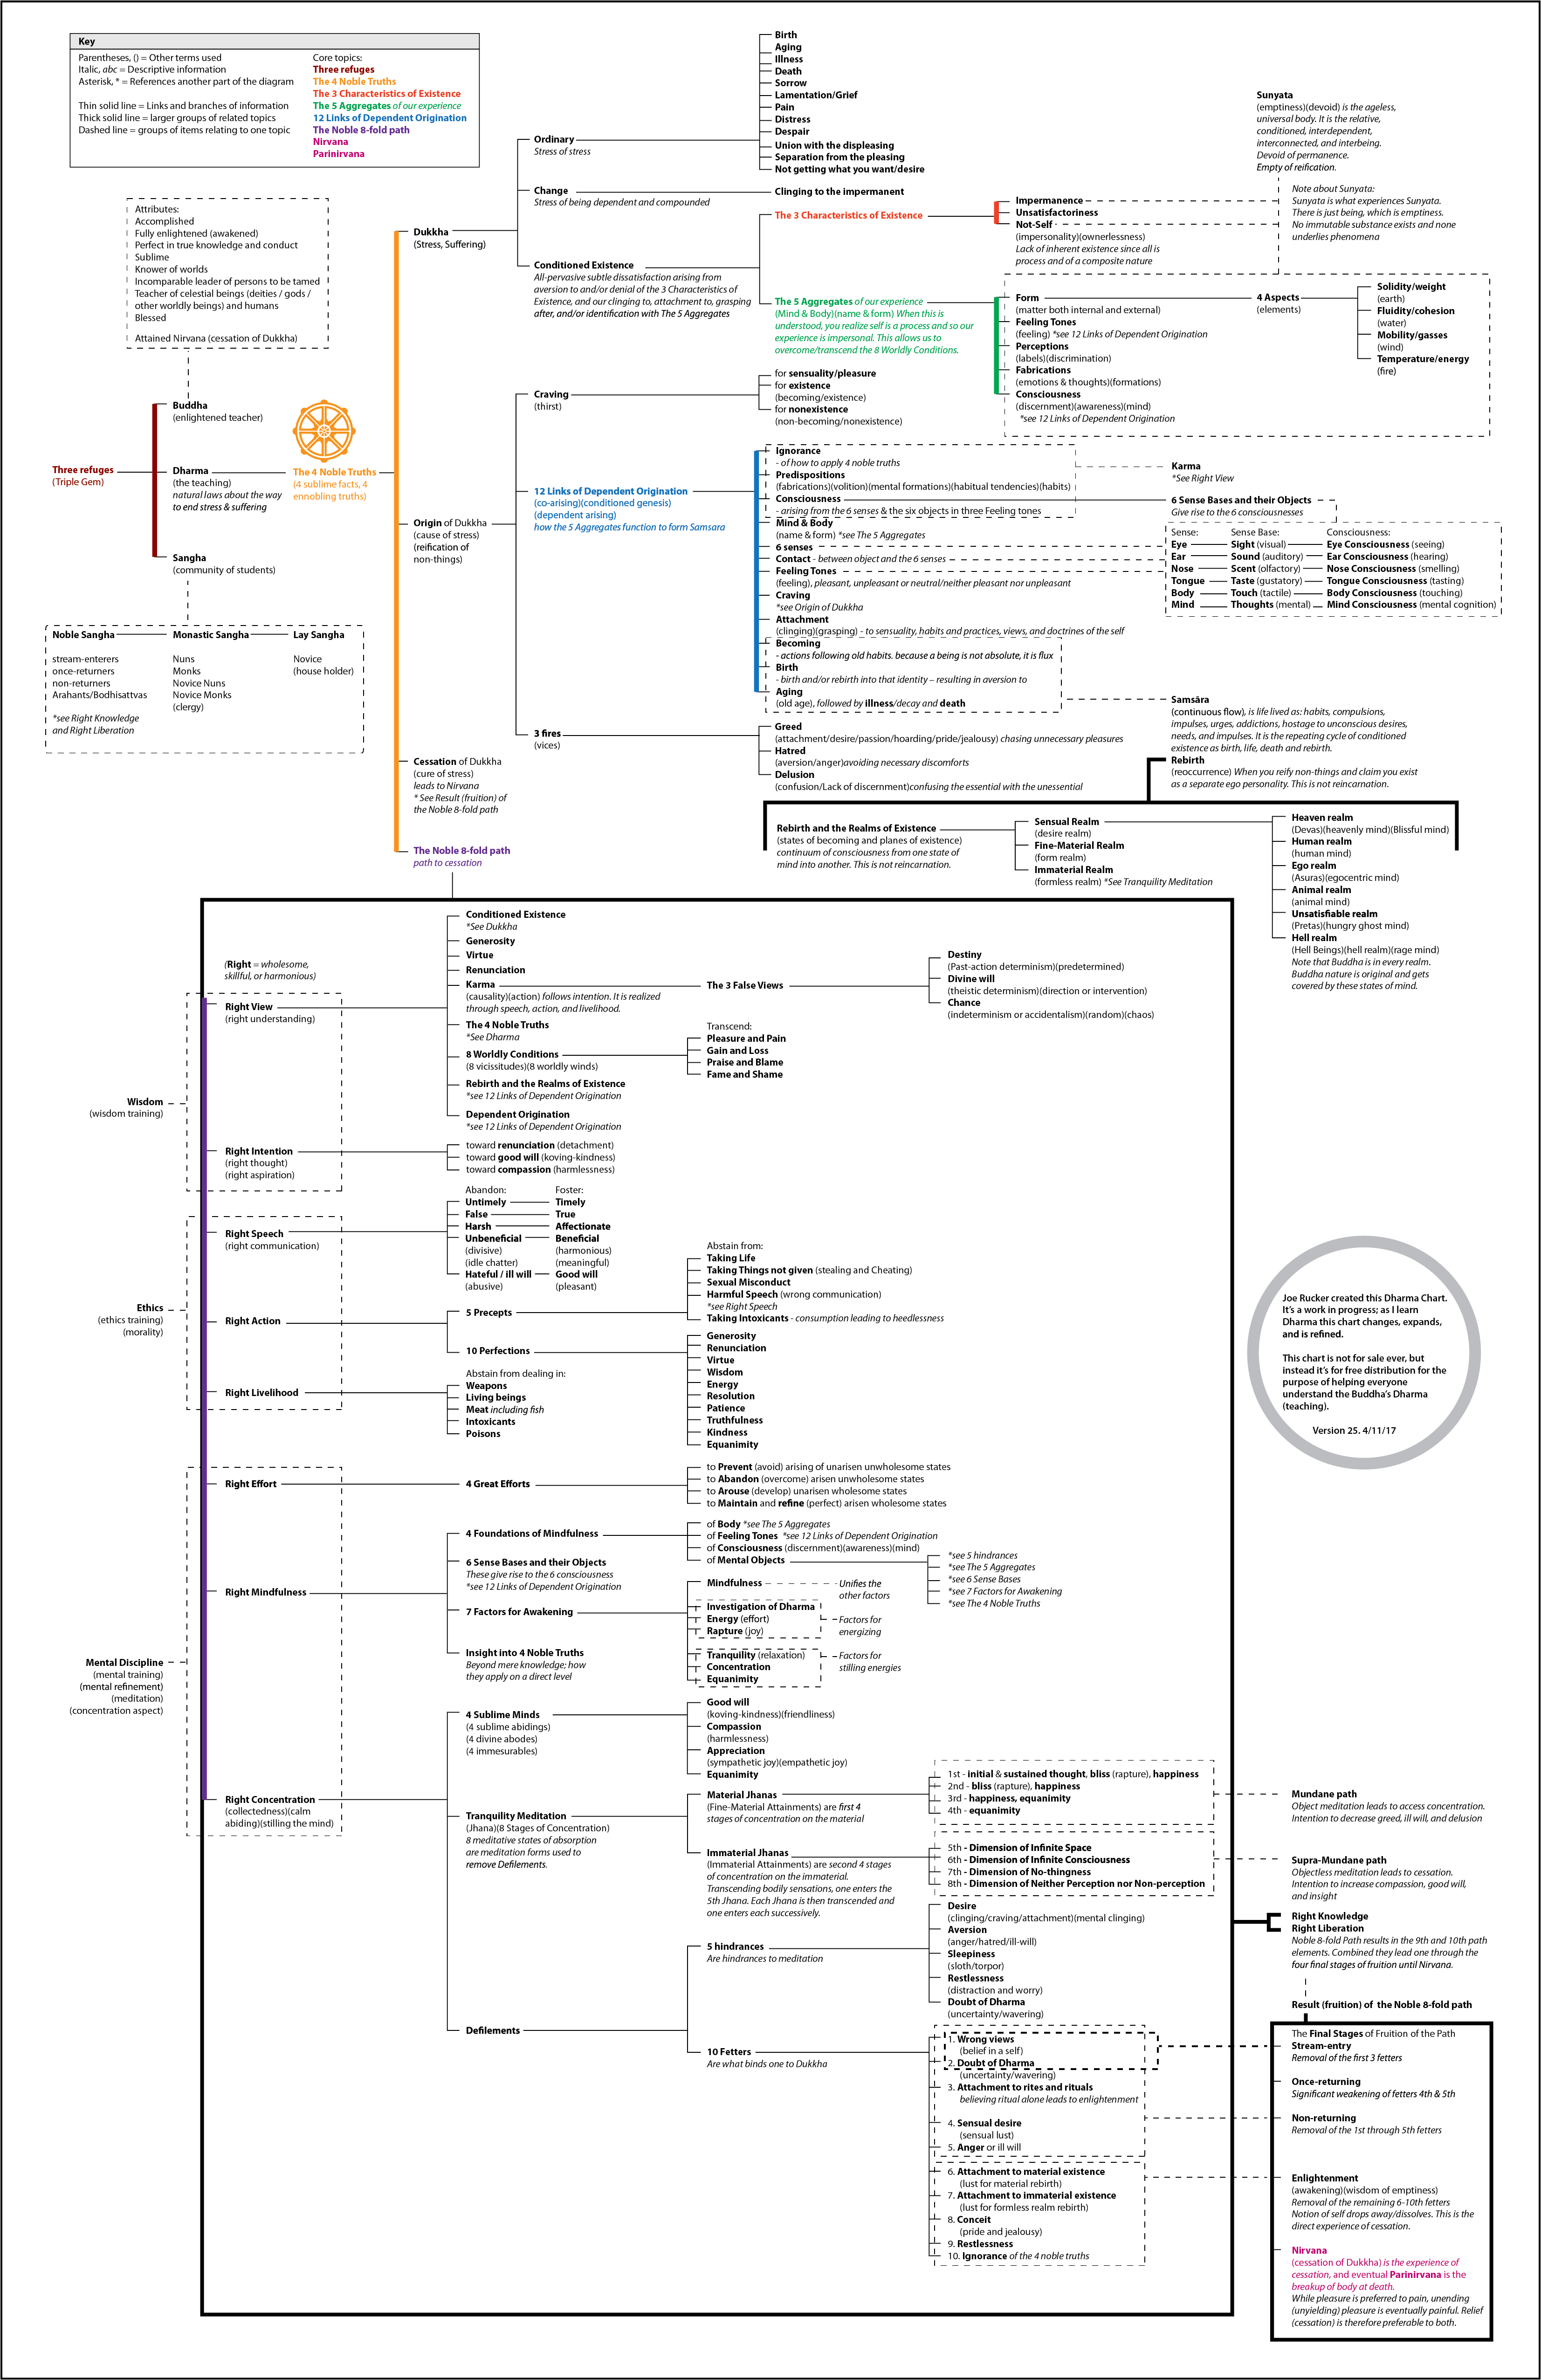 Key
Parentheses, () = Other terms used
Italic, abc = Descriptive information
Asterisk, * = References another part of the diagram
Thin solid line = Links and branches of information
Thick solid line = larger groups of related topics
Dashed line = groups of items relating to one topic
Core topics:
Three refuges
The 4 Noble Truths
The 3 Characteristics of Existence
The 5 Aggregates of our experience
12 Links of Dependent Origination
The Noble 8-fold path
Nirvana
Parinirvana
Attributes:
Accomplished
Fully enlightened (awakened)
Perfect in true knowledge and conduct
Sublime
Knower of worlds
Incomparable leader of persons to be tamed
Teacher of celestial beings (deities / gods /
other worldly beings) and humans
Blessed
Attained Nirvana (cessation of Dukkha)
Three refuges
(Triple Gem)
Buddha
(enlightened teacher)
Dharma
(the teaching)
natural laws about the way
to end stress & suffering
Sangha
(community of students)
Noble Sangha
stream-enterers
once-returners
non-returners
Arahants/Bodhisattvas
*see Right Knowledge
and Right Liberation
Monastic Sangha
Nuns
Monks
Novice Nuns
Novice Monks
(clergy)
Lay Sangha
Novice
(house holder)
The 4 Noble Truths
(4 sublime facts, 4
ennobling truths)
Dukkha
(Stress, Suffering)
Ordinary
Stress of stress
Birth
Aging
Illness
Death
Sorrow
Lamentation/Grief
Pain
Distress
Despair
Union with the displeasing
Separation from the pleasing
Not getting what you want/desire
Change
Stress of being dependent and compounded
Clinging to the impermanent
Conditioned Existence
All-pervasive subtle dissatisfaction arising from
aversion to and/or denial of the 3 Characteristics of
Existence, and our clinging to, attachment to, grasping
after, and/or identification with The 5 Aggregates
The 3 Characteristics of Existence
Impermanence
Unsatisfactoriness
Not-Self
(impersonality)(ownerlessness)
Lack of inherent existence since all is
process and of a composite nature
Sunyata
(emptiness)(devoid) is the ageless,
universal body. It is the relative,
conditioned, interdependent,
interconnected, and interbeing.
Devoid of permanence.
Empty of reification.
Note about Sunyata:
Sunyata is what experiences Sunyata.
There is just being, which is emptiness.
No immutable substance exists and none
underlies phenomena
The 5 Aggregates of our experience
(Mind & Body)(name & form) When this is
understood, you realize self is a process and so our
experience is impersonal. This allows us to
overcome/transcend the 8 Worldly Conditions.
Form
(matter both internal and external)
Feeling Tones
(feeling) *see 12 Links of Dependent Origination
Perceptions
(labels)(discrimination)
Fabrications
(emotions & thoughts)(formations)
Consciousness
(discernment)(awareness)(mind)
*see 12 Links of Dependent Origination
4 Aspects
(elements)
Solidity/weight
(earth)
Fluidity/cohesion
(water)
Mobility/gasses
(wind)
Temperature/energy
(fire)
Origin of Dukkha
(cause of stress)
(reification of
non-things)
Craving
(thirst)
for sensuality/pleasure
for existence
(becoming/existence)
for nonexistence
(non-becoming/nonexistence)
12 Links of Dependent Origination
(co-arising)(conditioned genesis)
(dependent arising)
how the 5 Aggregates function to form Samsara
Ignorance
- of how to apply 4 noble truths
Predispositions
(fabrications)(volition)(mental formations)(habitual tendencies)(habits)
Consciousness
- arising from the 6 senses & the six objects in three Feeling tones
Mind & Body
(name & form) *see The 5 Aggregates
6 senses
Contact - between object and the 6 senses
Feeling Tones
(feeling), pleasant, unpleasant or neutral/neither pleasant nor unpleasant
Craving
*see Origin of Dukkha
Attachment
(clinging)(grasping) - to sensuality, habits and practices, views, and doctrines of the self
Becoming
- actions following old habits. because a being is not absolute, it is flux
Birth
- birth and/or rebirth into that identity – resulting in aversion to
Aging
(old age), followed by illness/decay and death
Karma
*See Right View
6 Sense Bases and their Objects
Give rise to the 6 consciousnesses
Sense: Sense Base: Consciousness:
Eye Sight (visual) Eye Consciousness (seeing)
Ear Sound (auditory) Ear Consciousness (hearing)
Nose Scent (olfactory) Nose Consciousness (smelling)
Tongue Taste (gustatory) Tongue Consciousness (tasting)
Body Touch (tactile) Body Consciousness (touching)
Mind Thoughts (mental) Mind Consciousness (mental cognition)
3 fires
(vices)
Greed
(attachment/desire/passion/hoarding/pride/jealousy) chasing unnecessary pleasures
Hatred
(aversion/anger)avoiding necessary discomforts
Delusion
(confusion/Lack of discernment)confusing the essential with the unessential
Samsāra
(continuous flow), is life lived as: habits, compulsions,
impulses, urges, addictions, hostage to unconscious desires,
needs, and impulses. It is the repeating cycle of conditioned
existence as birth, life, death and rebirth.
Rebirth
(reoccurrence) When you reify non-things and claim you exist
as a separate ego personality. This is not reincarnation.
Rebirth and the Realms of Existence
(states of becoming and planes of existence)
continuum of consciousness from one state of
mind into another. This is not reincarnation.
Sensual Realm
(desire realm)
Fine-Material Realm
(form realm)
Immaterial Realm
(formless realm) *See Tranquility Meditation
Heaven realm
(Devas)(heavenly mind)(Blissful mind)
Human realm
(human mind)
Ego realm
(Asuras)(egocentric mind)
Animal realm
(animal mind)
Unsatisfiable realm
(Pretas)(hungry ghost mind)
Hell realm
(Hell Beings)(hell realm)(rage mind)
Note that Buddha is in every realm.
Buddha nature is original and gets
covered by these states of mind.
Cessation of Dukkha
(cure of stress)
leads to Nirvana
* See Result (fruition) of
the Noble 8-fold path
The Noble 8-fold path
path to cessation
(Right = wholesome,
skillful, or harmonious)
Wisdom
(wisdom training)
Right View
(right understanding)
Conditioned Existence
*See Dukkha
Generosity
Virtue
Renunciation
Karma
(causality)(action) follows intention. It is realized
through speech, action, and livelihood.
The 3 False Views
Destiny
(Past-action determinism)(predetermined)
Divine will
(theistic determinism)(direction or intervention)
Chance
(indeterminism or accidentalism)(random)(chaos)
The 4 Noble Truths
*See Dharma
8 Worldly Conditions
(8 vicissitudes)(8 worldly winds)
Transcend:
Pleasure and Pain
Gain and Loss
Praise and Blame
Fame and Shame
Rebirth and the Realms of Existence
*see 12 Links of Dependent Origination
Dependent Origination
*see 12 Links of Dependent Origination
Right Intention
(right thought)
(right aspiration)
toward renunciation (detachment)
toward good will (koving-kindness)
toward compassion (harmlessness)
Ethics
(ethics training)
(morality)
Right Speech
(right communication)
Abandon: Foster:
Untimely Timely
False True
Harsh Affectionate
Unbeneficial Beneficial
(divisive) (harmonious)
(idle chatter) (meaningful)
Hateful / ill will Good will
(abusive) (pleasant)
Right Action
5 Precepts
Abstain from:
Taking Life
Taking Things not given (stealing and Cheating)
Sexual Misconduct
Harmful Speech (wrong communication)
*see Right Speech
Taking Intoxicants - consumption leading to heedlessness
10 Perfections
Generosity
Renunciation
Virtue
Wisdom
Energy
Resolution
Patience
Truthfulness
Kindness
Equanimity
Right Livelihood
Abstain from dealing in:
Weapons
Living beings
Meat including fish
Intoxicants
Poisons
Joe Rucker created this Dharma Chart.
It's a work in progress; as I learn
Dharma this chart changes, expands,
and is refined.
This chart is not for sale ever, but
instead it's for free distribution for the
purpose of helping everyone
understand the Buddha's Dharma
(teaching).
Version 25. 4/11/17
Mental Discipline
(mental training)
(mental refinement)
(meditation)
(concentration aspect)
Right Effort
4 Great Efforts
to Prevent (avoid) arising of unarisen unwholesome states
to Abandon (overcome) arisen unwholesome states
to Arouse (develop) unarisen wholesome states
to Maintain and refine (perfect) arisen wholesome states
Right Mindfulness
4 Foundations of Mindfulness
of Body *see The 5 Aggregates
of Feeling Tones *see 12 Links of Dependent Origination
of Consciousness (discernment)(awareness)(mind)
of Mental Objects
*see 5 hindrances
*see The 5 Aggregates
*see 6 Sense Bases
*see 7 Factors for Awakening
*see The 4 Noble Truths
6 Sense Bases and their Objects
These give rise to the 6 consciousness
*see 12 Links of Dependent Origination
7 Factors for Awakening
Mindfulness
Unifies the
other factors
Investigation of Dharma
Energy (effort)
Rapture (joy)
Factors for
energizing
Tranquility (relaxation)
Concentration
Equanimity
Factors for
stilling energies
Insight into 4 Noble Truths
Beyond mere knowledge; how
they apply on a direct level
Right Concentration
(collectedness)(calm
abiding)(stilling the mind)
4 Sublime Minds
(4 sublime abidings)
(4 divine abodes)
(4 immesurables)
Good will
(koving-kindness)(friendliness)
Compassion
(harmlessness)
Appreciation
(sympathetic joy)(empathetic joy)
Equanimity
Tranquility Meditation
(Jhana)(8 Stages of Concentration)
8 meditative states of absorption
are meditation forms used to
remove Defilements.
Material Jhanas
(Fine-Material Attainments) are first 4
stages of concentration on the material
1st - initial & sustained thought, bliss (rapture), happiness
2nd - bliss (rapture), happiness
3rd - happiness, equanimity
4th - equanimity
Mundane path
Object meditation leads to access concentration.
Intention to decrease greed, ill will, and delusion
Immaterial Jhanas
(Immaterial Attainments) are second 4 stages
of concentration on the immaterial.
Transcending bodily sensations, one enters the
5th Jhana. Each Jhana is then transcended and
one enters each successively.
5th - Dimension of Infinite Space
6th - Dimension of Infinite Consciousness
7th - Dimension of No-thingness
8th - Dimension of Neither Perception nor Non-perception
Supra-Mundane path
Objectless meditation leads to cessation.
Intention to increase compassion, good will,
and insight
Defilements
5 hindrances
Are hindrances to meditation
Desire
(clinging/craving/attachment)(mental clinging)
Aversion
(anger/hatred/ill-will)
Sleepiness
(sloth/torpor)
Restlessness
(distraction and worry)
Doubt of Dharma
(uncertainty/wavering)
10 Fetters
Are what binds one to Dukkha
1. Wrong views
(belief in a self)
2. Doubt of Dharma
(uncertainty/wavering)
3. Attachment to rites and rituals
believing ritual alone leads to enlightenment
4. Sensual desire
(sensual lust)
5. Anger or ill will
6. Attachment to material existence
(lust for material rebirth)
7. Attachment to immaterial existence
(lust for formless realm rebirth)
8. Conceit
(pride and jealousy)
9. Restlessness
10. Ignorance of the 4 noble truths
Right Knowledge
Right Liberation
Noble 8-fold Path results in the 9th and 10th path
elements. Combined they lead one through the
four final stages of fruition until Nirvana.
Result (fruition) of the Noble 8-fold path
The Final Stages of Fruition of the Path
Stream-entry
Removal of the first 3 fetters
Once-returning
Significant weakening of fetters 4th & 5th
Non-returning
Removal of the 1st through 5th fetters
Enlightenment
(awakening)(wisdom of emptiness)
Removal of the remaining 6-10th fetters
Notion of self drops away/dissolves. This is the
direct experience of cessation.
Nirvana
(cessation of Dukkha) is the experience of
cessation, and eventual Parinirvana is the
breakup of body at death.
While pleasure is preferred to pain, unending
(unyielding) pleasure is eventually painful. Relief
(cessation) is therefore preferable to both.